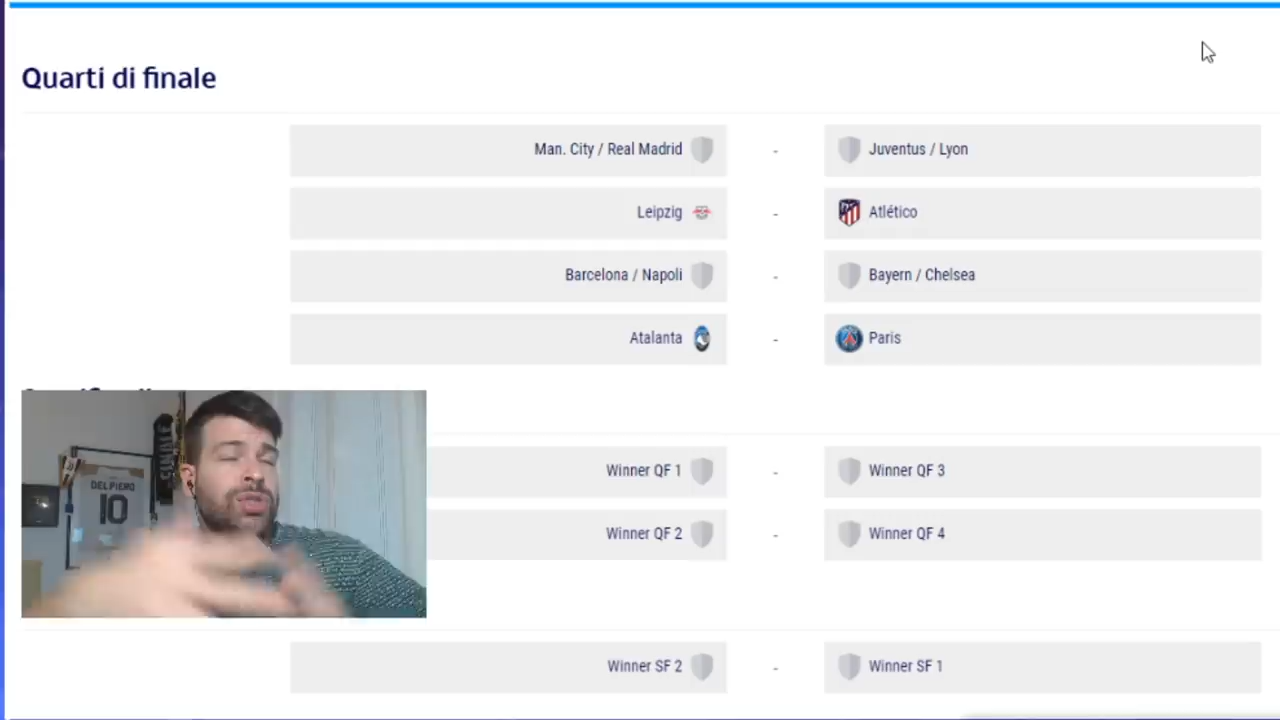 Quarti di finale
Man. City / Real Madrid - Juventus / Lyon
Leipzig - Atlético
Barcelona / Napoli - Bayern / Chelsea
Atalanta - Paris
Winner QF 1 - Winner QF 3
Winner QF 2 - Winner QF 4
Winner SF 2 - Winner SF 1
DEL PIERO
10